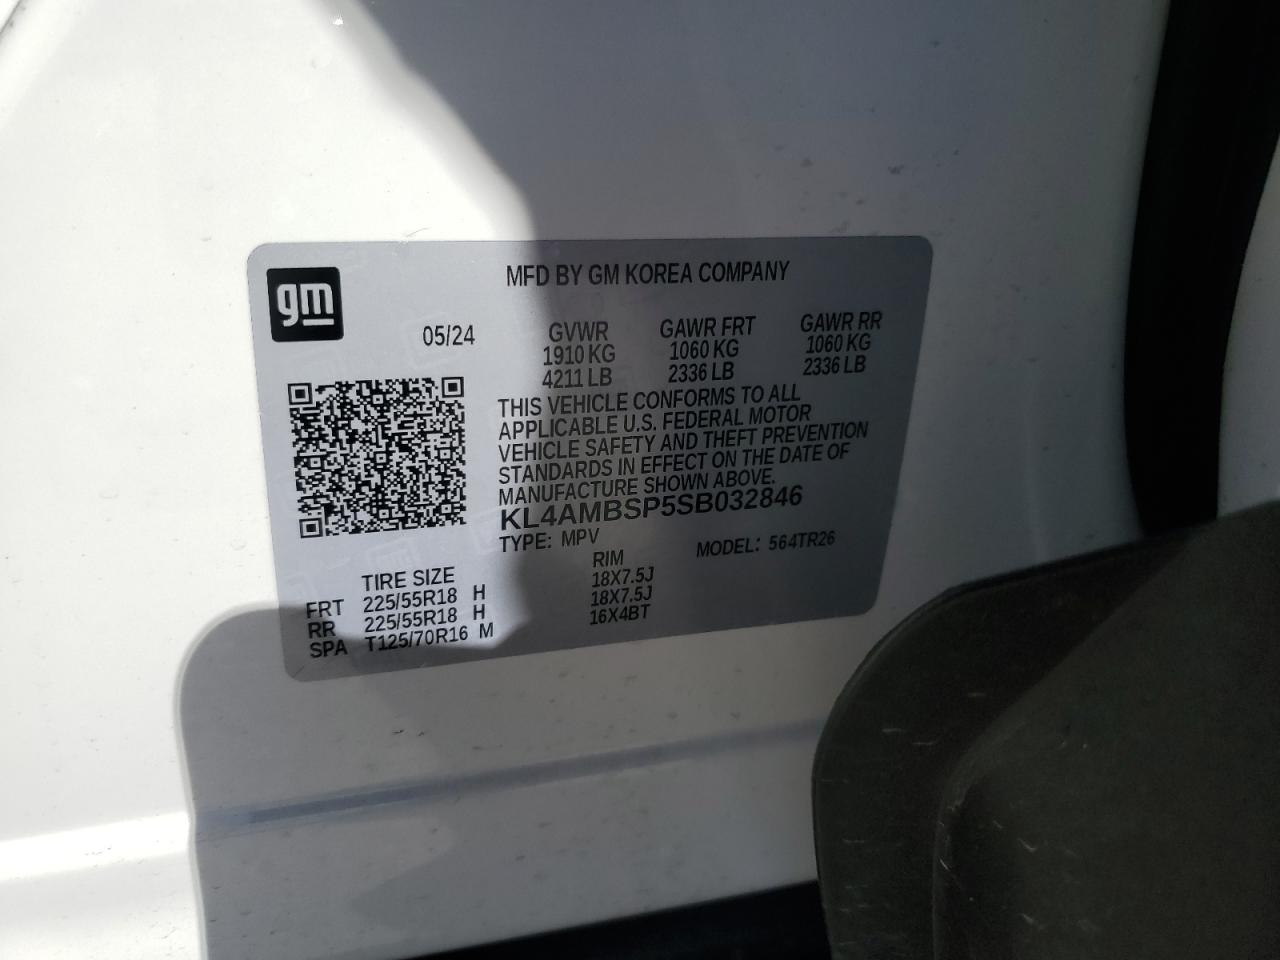 gm
MFD BY GM KOREA COMPANY
05/24 GVWR GAWR FRT GAWR RR
1910 KG 1060 KG 1060 KG
4211 LB 2336 LB 2336 LB
THIS VEHICLE CONFORMS TO ALL
APPLICABLE U.S. FEDERAL MOTOR
VEHICLE SAFETY AND THEFT PREVENTION
STANDARDS IN EFFECT ON THE DATE OF
MANUFACTURE SHOWN ABOVE.
KL4AMBSP5SB032846
TYPE: MPV MODEL: 564TR26
TIRE SIZE RIM
FRT 225/55R18 H 18X7.5J
RR 225/55R18 H 18X7.5J
SPA T125/70R16 M 16X4BT